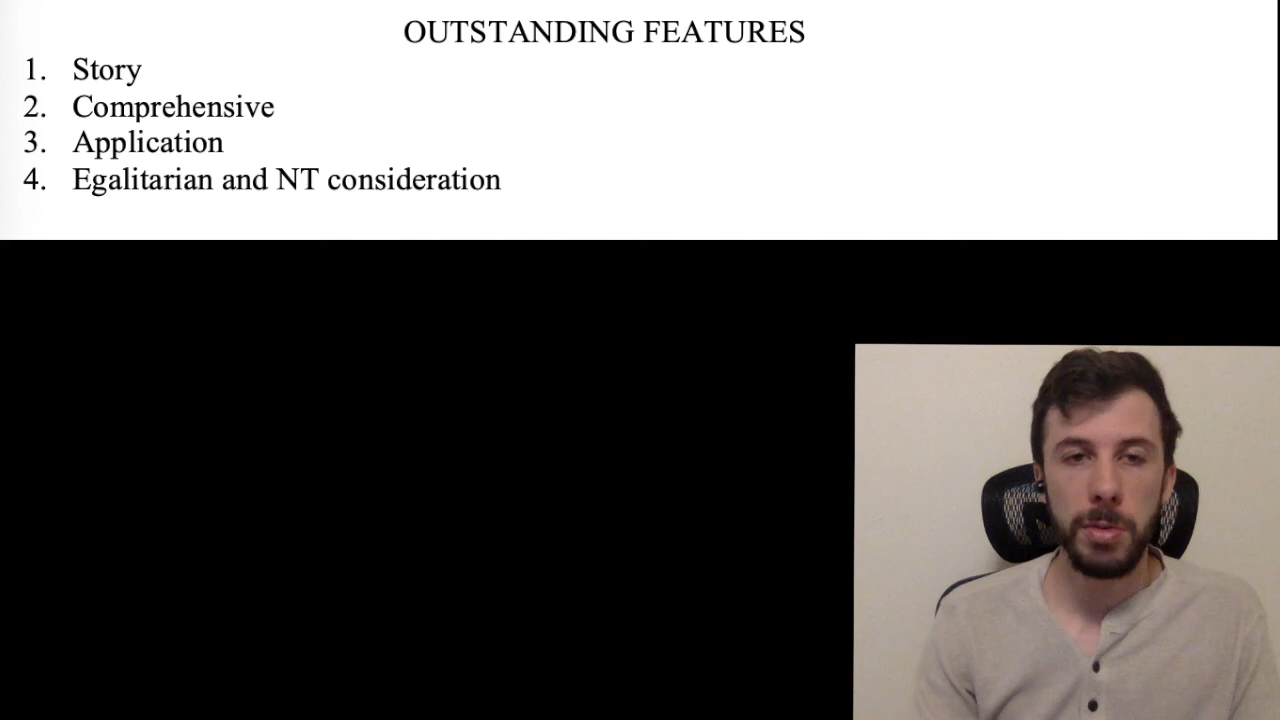 OUTSTANDING FEATURES
1. Story
2. Comprehensive
3. Application
4. Egalitarian and NT consideration